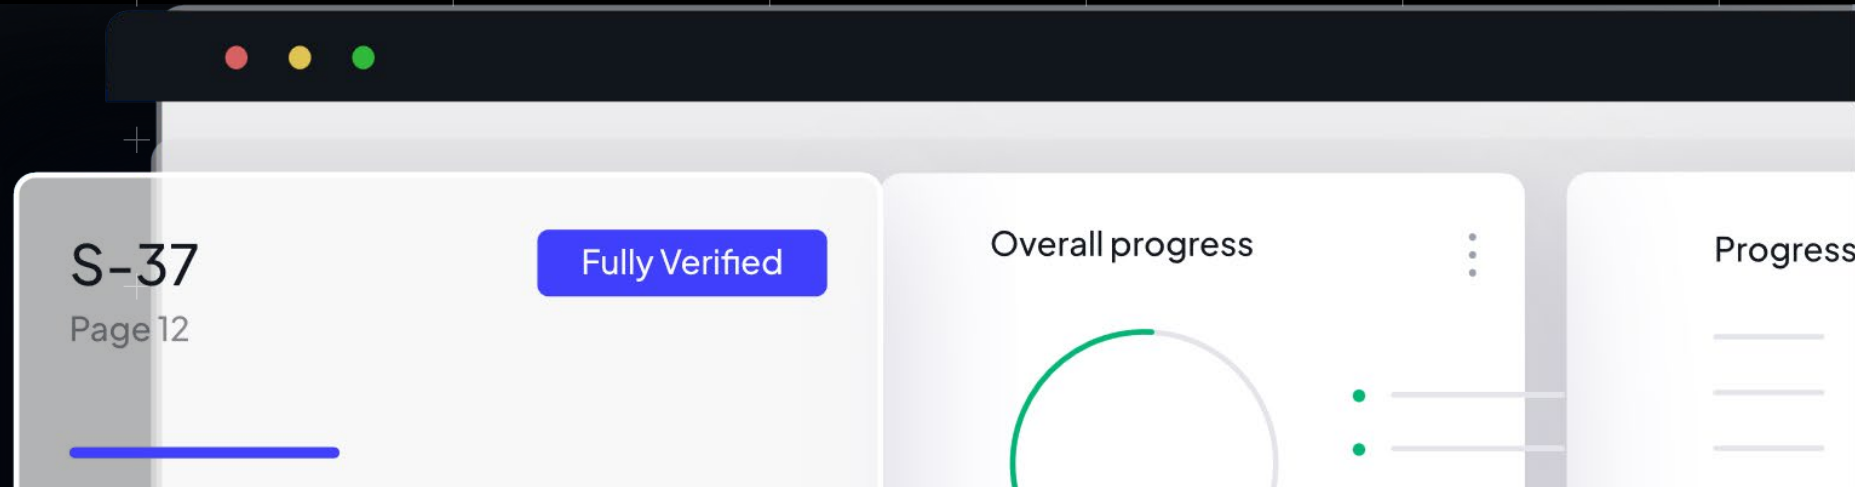 S-37
Fully Verified
Page 12
Overall progress
Progress